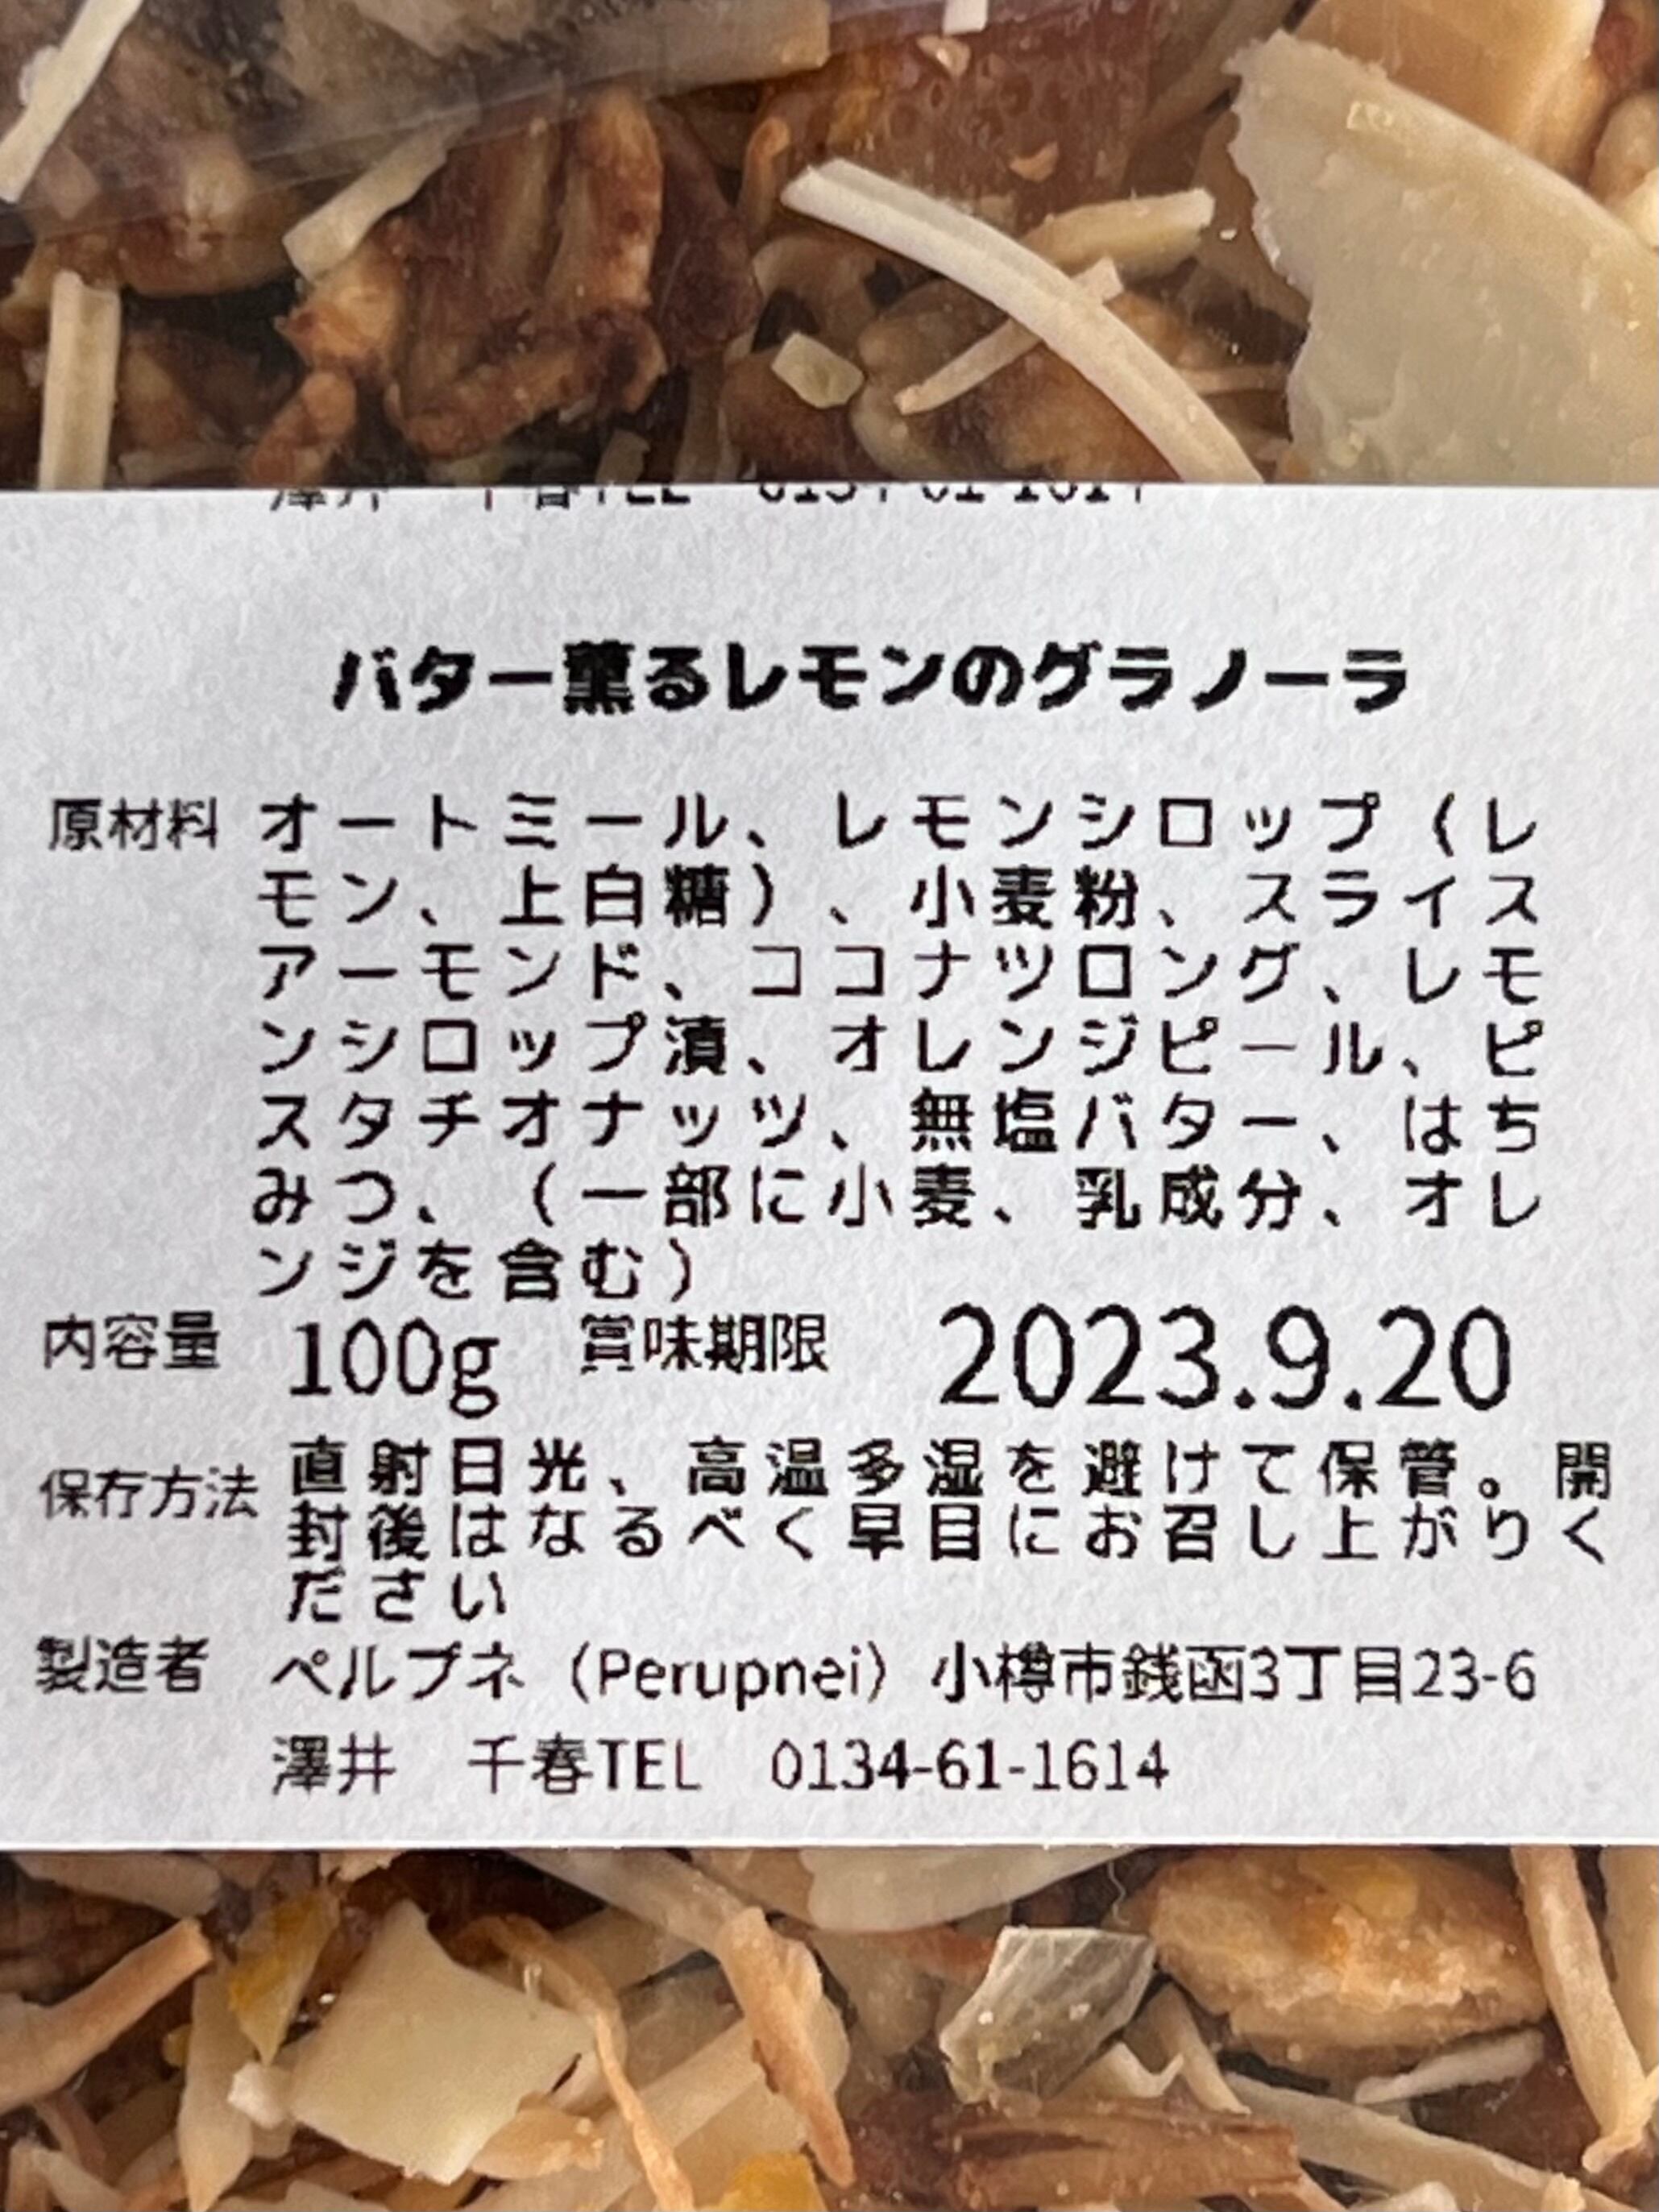 バター薫るレモンのグラノーラ
原材料 オートミール、レモンシロップ（レ
モン、上白糖）、小麦粉、スライス
アーモンド、ココナツロング、レモ
ンシロップ漬、オレンジピール、ピ
スタチオナッツ、無塩バター、はち
みつ、（一部に小麦、乳成分、オレ
ンジを含む）
内容量 100g 賞味期限 2023.9.20
保存方法 直射日光、高温多湿を避けて保管。開
封後はなるべく早目にお召し上がりく
ださい
製造者 ペルプネ（Perupnei）小樽市銭函3丁目23-6
澤井　千春TEL　0134-61-1614